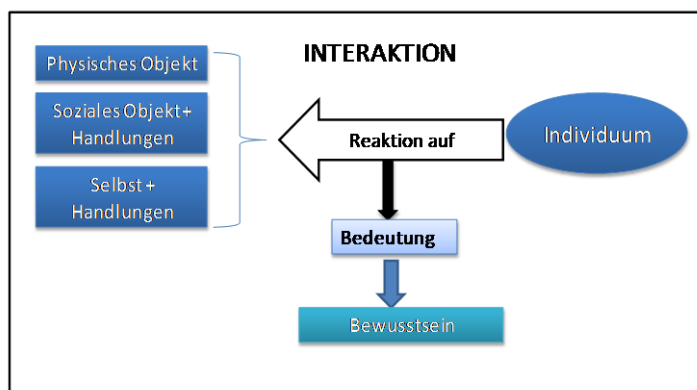 INTERAKTION
Physisches Objekt
Soziales Objekt+
Handlungen
Selbst +
Handlungen
Reaktion auf
Individuum
Bedeutung
Bewusstsein